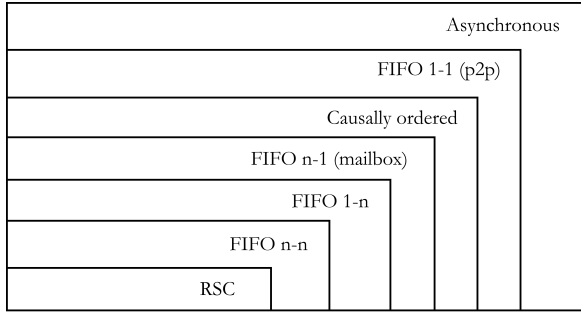 Asynchronous
FIFO 1-1 (p2p)
Causally ordered
FIFO n-1 (mailbox)
FIFO 1-n
FIFO n-n
RSC